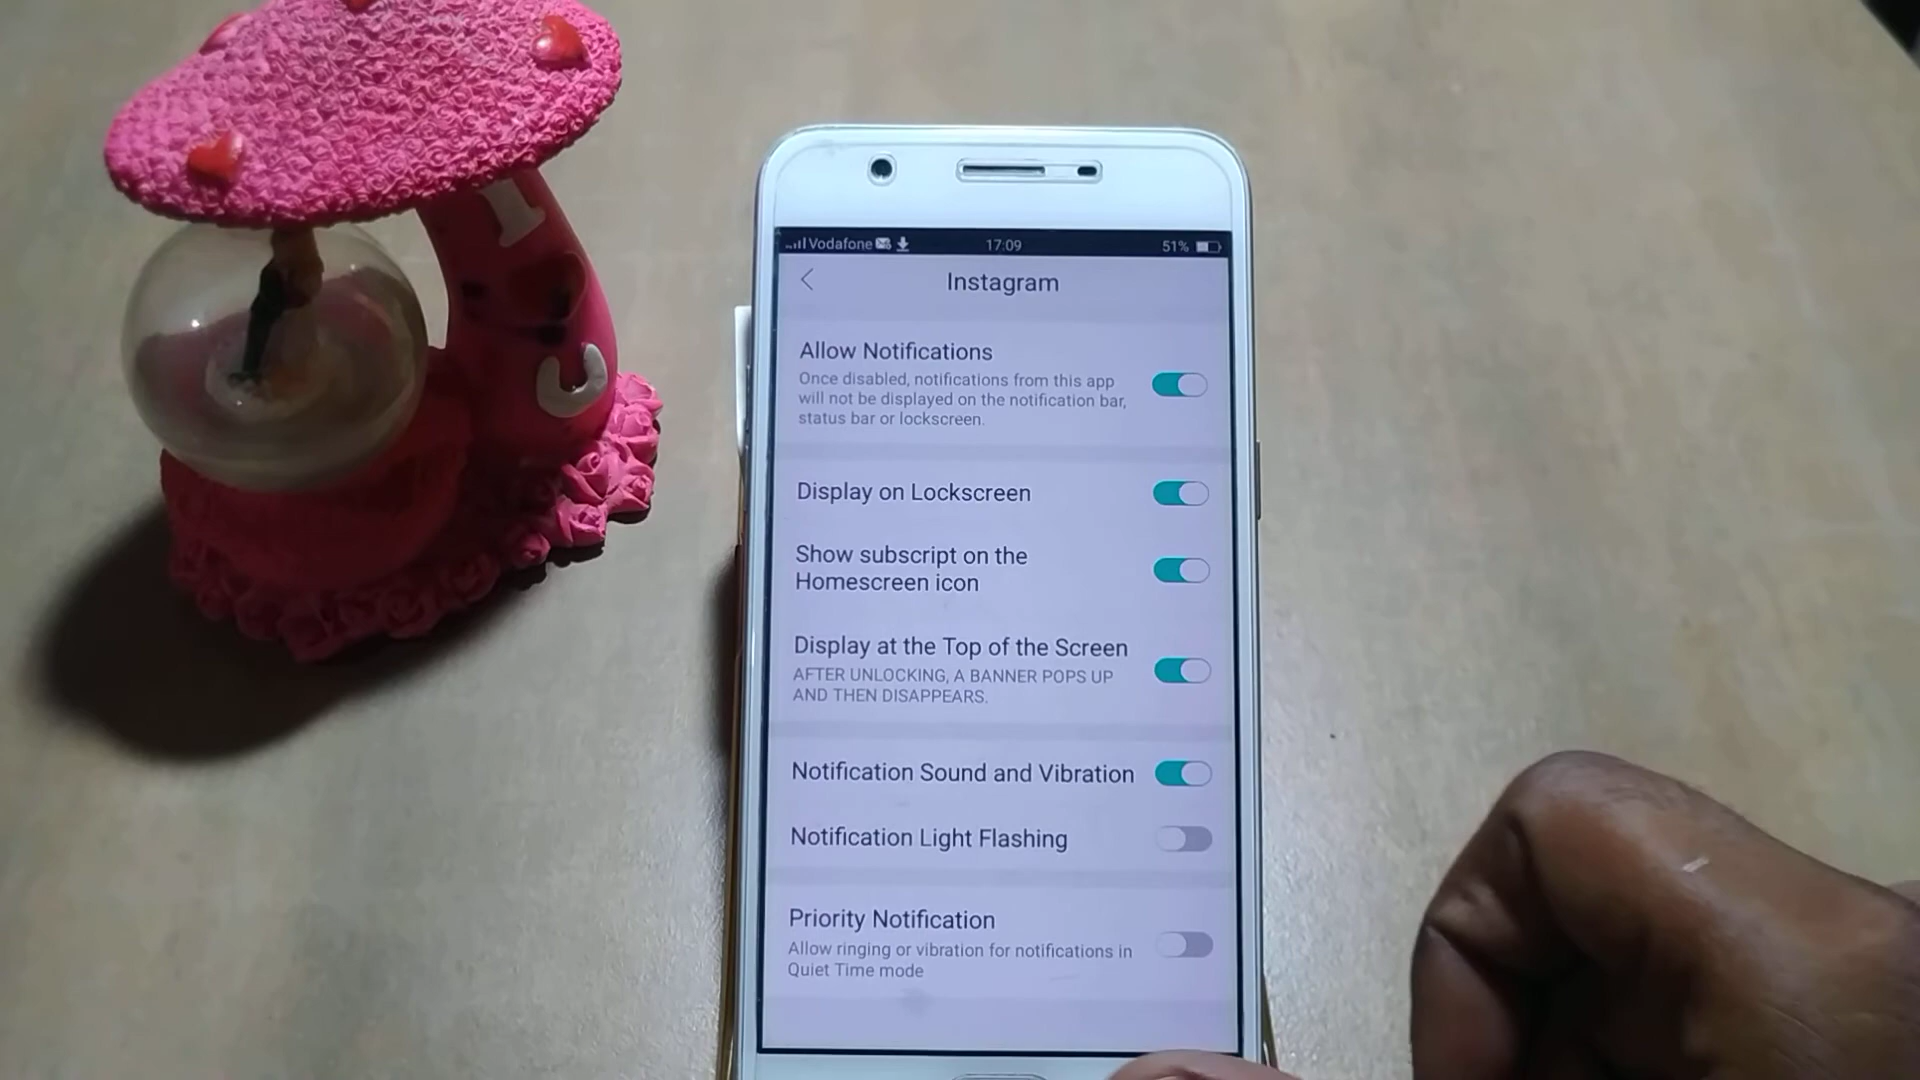 Vodafone 17:09 51%
Instagram
Allow Notifications
Once disabled, notifications from this app
will not be displayed on the notification bar,
status bar or lockscreen.
Display on Lockscreen
Show subscript on the
Homescreen icon
Display at the Top of the Screen
AFTER UNLOCKING, A BANNER POPS UP
AND THEN DISAPPEARS.
Notification Sound and Vibration
Notification Light Flashing
Priority Notification
Allow ringing or vibration for notifications in
Quiet Time mode